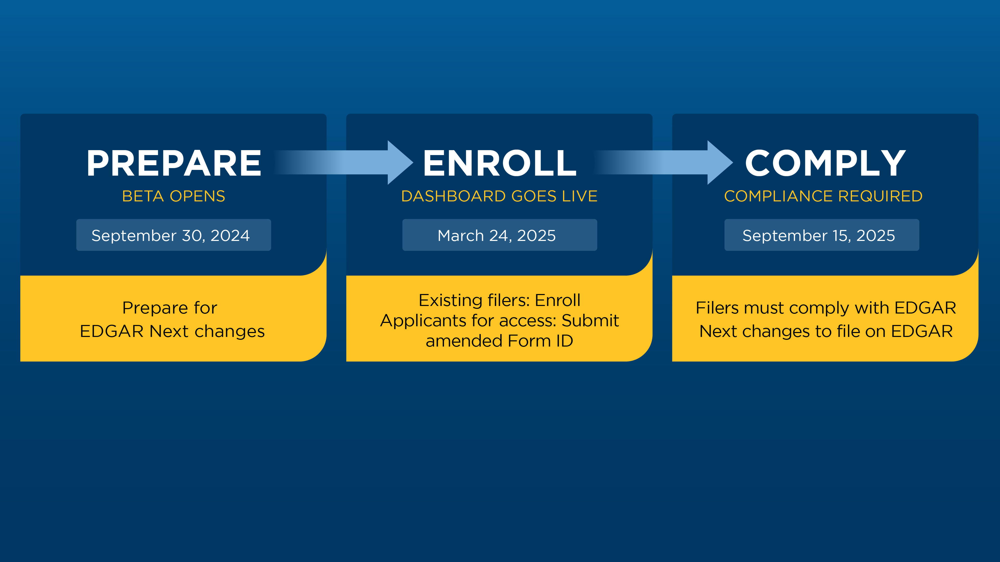 PREPARE
BETA OPENS
September 30, 2024
Prepare for
EDGAR Next changes
ENROLL
DASHBOARD GOES LIVE
March 24, 2025
Existing filers: Enroll
Applicants for access: Submit
amended Form ID
COMPLY
COMPLIANCE REQUIRED
September 15, 2025
Filers must comply with EDGAR
Next changes to file on EDGAR